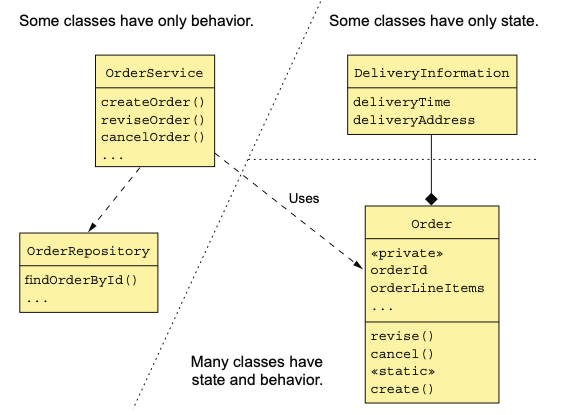 Some classes have only behavior.
Some classes have only state.
OrderService
createOrder()
reviseOrder()
cancelOrder()
...
DeliveryInformation
deliveryTime
deliveryAddress
Uses
OrderRepository
findOrderById()
...
Order
«private»
orderId
orderLineItems
...
revise()
cancel()
«static»
create()
Many classes have
state and behavior.